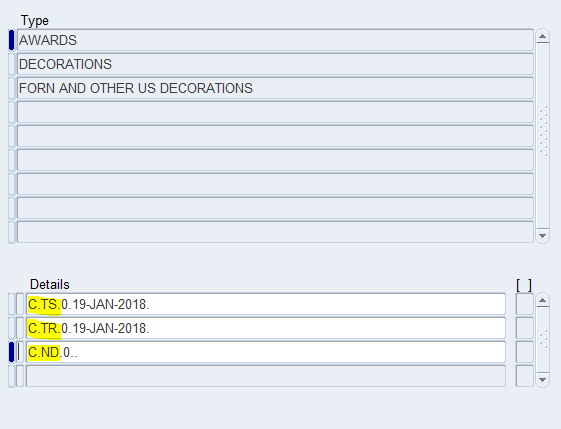 Type
AWARDS
DECORATIONS
FORN AND OTHER US DECORATIONS
Details [ ]
C.TS.0.19-JAN-2018.
C.TR.0.19-JAN-2018.
C.ND.0..